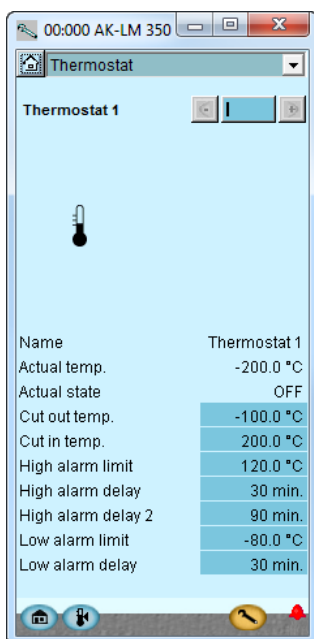 00:000 AK-LM 350
Thermostat
Thermostat 1
Name Thermostat 1
Actual temp. -200.0 °C
Actual state OFF
Cut out temp. -100.0 °C
Cut in temp. 200.0 °C
High alarm limit 120.0 °C
High alarm delay 30 min.
High alarm delay 2 90 min.
Low alarm limit -80.0 °C
Low alarm delay 30 min.